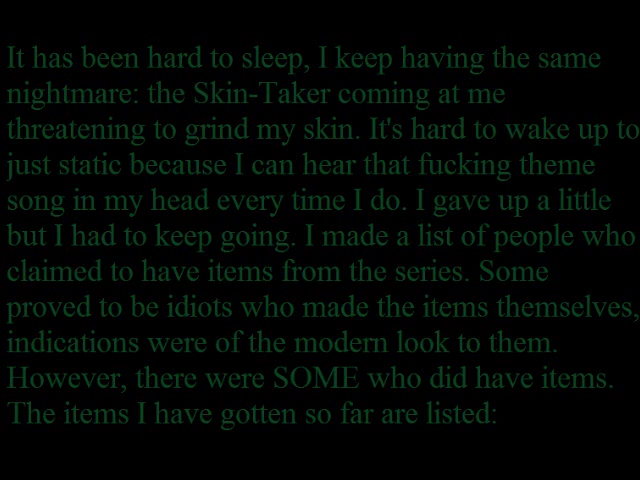 It has been hard to sleep, I keep having the same
nightmare: the Skin-Taker coming at me
threatening to grind my skin. It's hard to wake up to
just static because I can hear that fucking theme
song in my head every time I do. I gave up a little
but I had to keep going. I made a list of people who
claimed to have items from the series. Some
proved to be idiots who made the items themselves,
indications were of the modern look to them.
However, there were SOME who did have items.
The items I have gotten so far are listed: